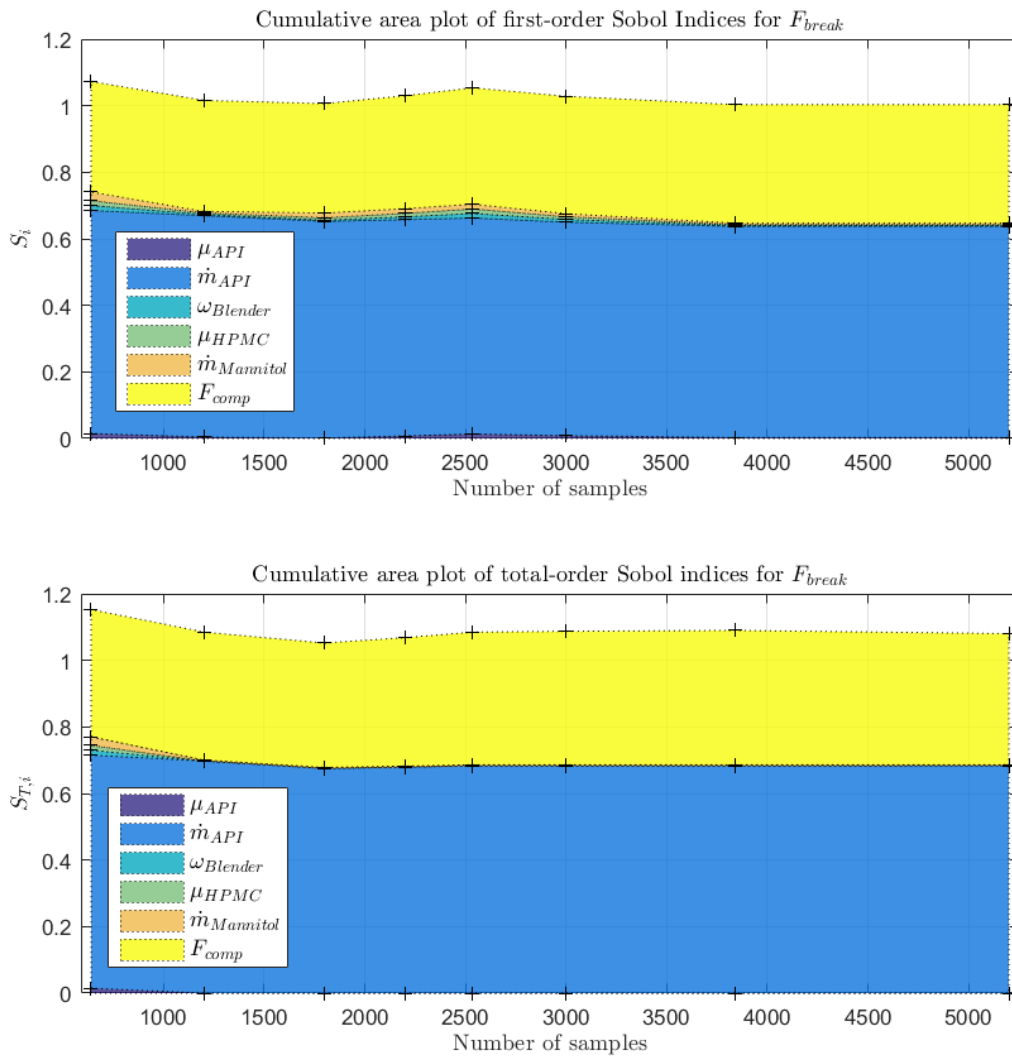 Cumulative area plot of first-order Sobol Indices for F_break
1.2
1
0.8
0.6
0.4
0.2
0
S_i
μ_API
ṁ_API
ω_Blender
μ_HPMC
ṁ_Mannitol
F_comp
1000 1500 2000 2500 3000 3500 4000 4500 5000
Number of samples
Cumulative area plot of total-order Sobol indices for F_break
1.2
1
0.8
0.6
0.4
0.2
0
S_T,i
μ_API
ṁ_API
ω_Blender
μ_HPMC
ṁ_Mannitol
F_comp
1000 1500 2000 2500 3000 3500 4000 4500 5000
Number of samples